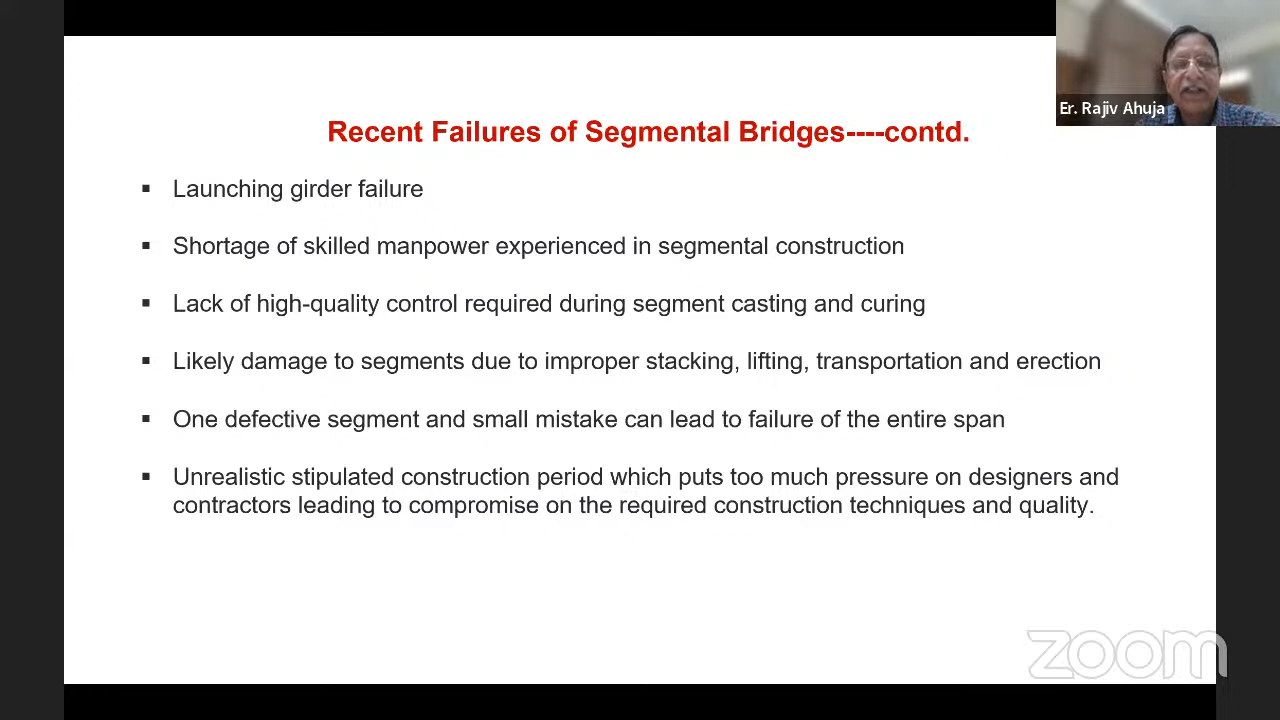 Er. Rajiv Ahuja
Recent Failures of Segmental Bridges----contd.
▪ Launching girder failure
▪ Shortage of skilled manpower experienced in segmental construction
▪ Lack of high-quality control required during segment casting and curing
▪ Likely damage to segments due to improper stacking, lifting, transportation and erection
▪ One defective segment and small mistake can lead to failure of the entire span
▪ Unrealistic stipulated construction period which puts too much pressure on designers and
contractors leading to compromise on the required construction techniques and quality.
zoom